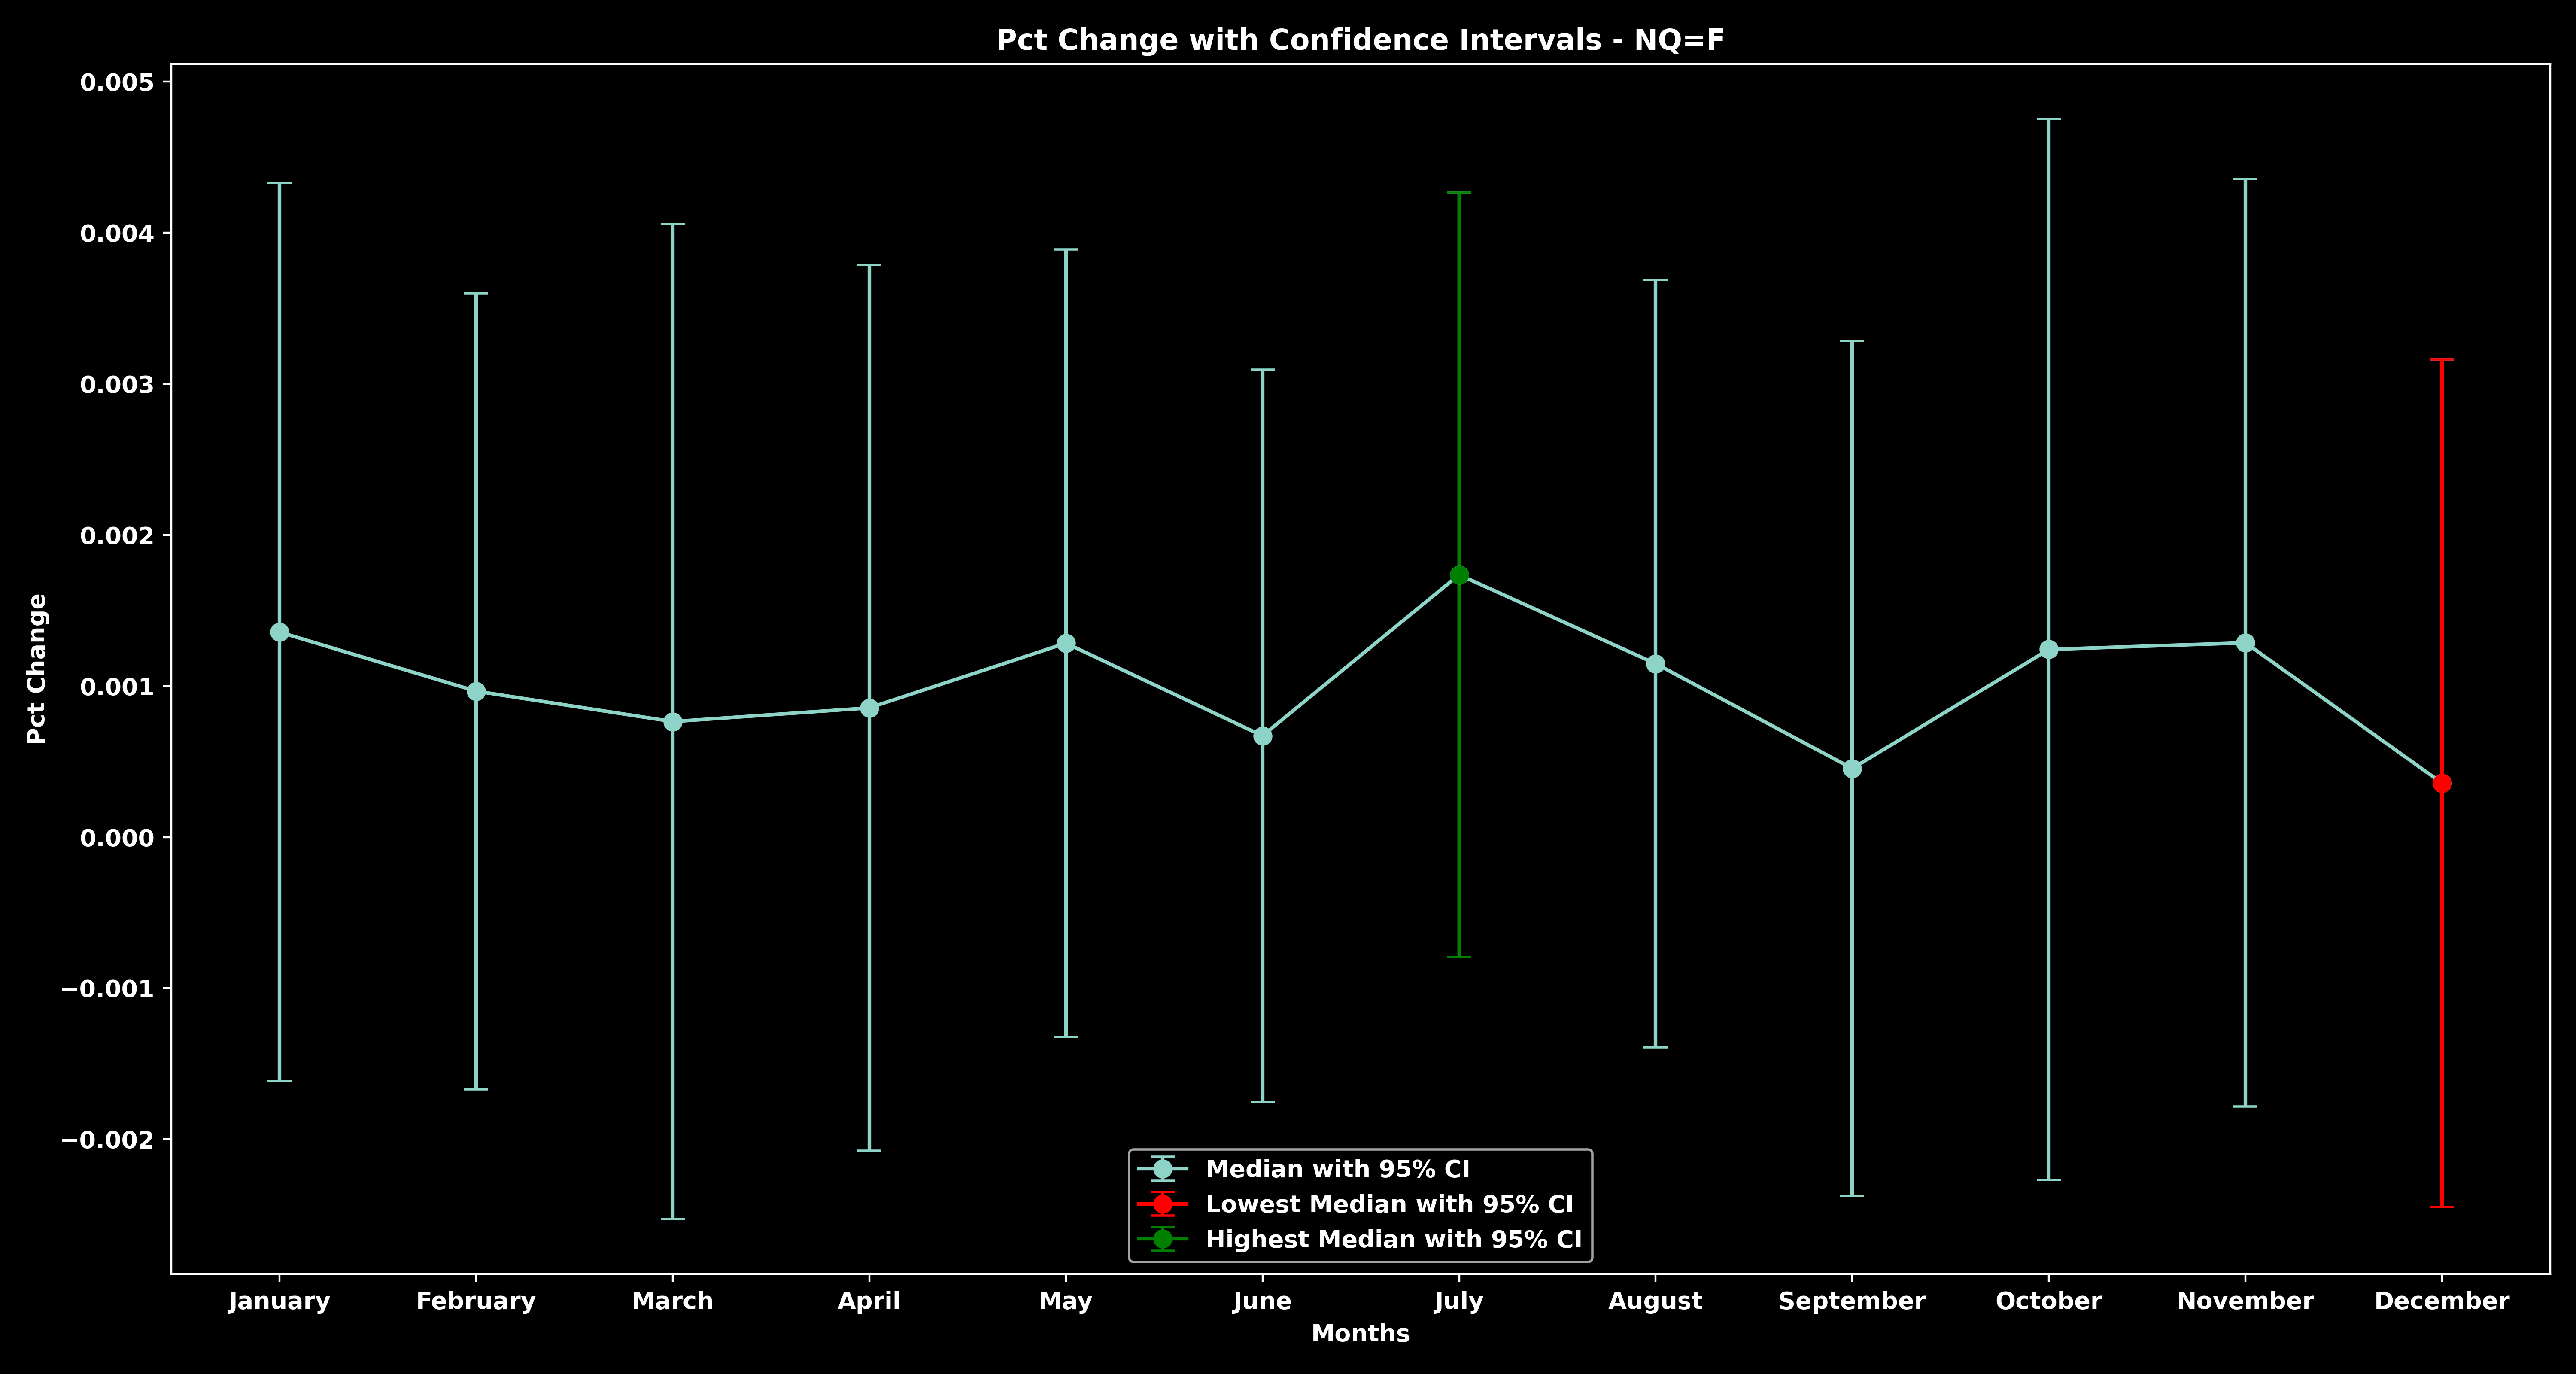 Pct Change with Confidence Intervals - NQ=F
0.005
0.004
0.003
0.002
0.001
0.000
−0.001
−0.002
Pct Change
Median with 95% CI
Lowest Median with 95% CI
Highest Median with 95% CI
January February March April May June July August September October November December
Months